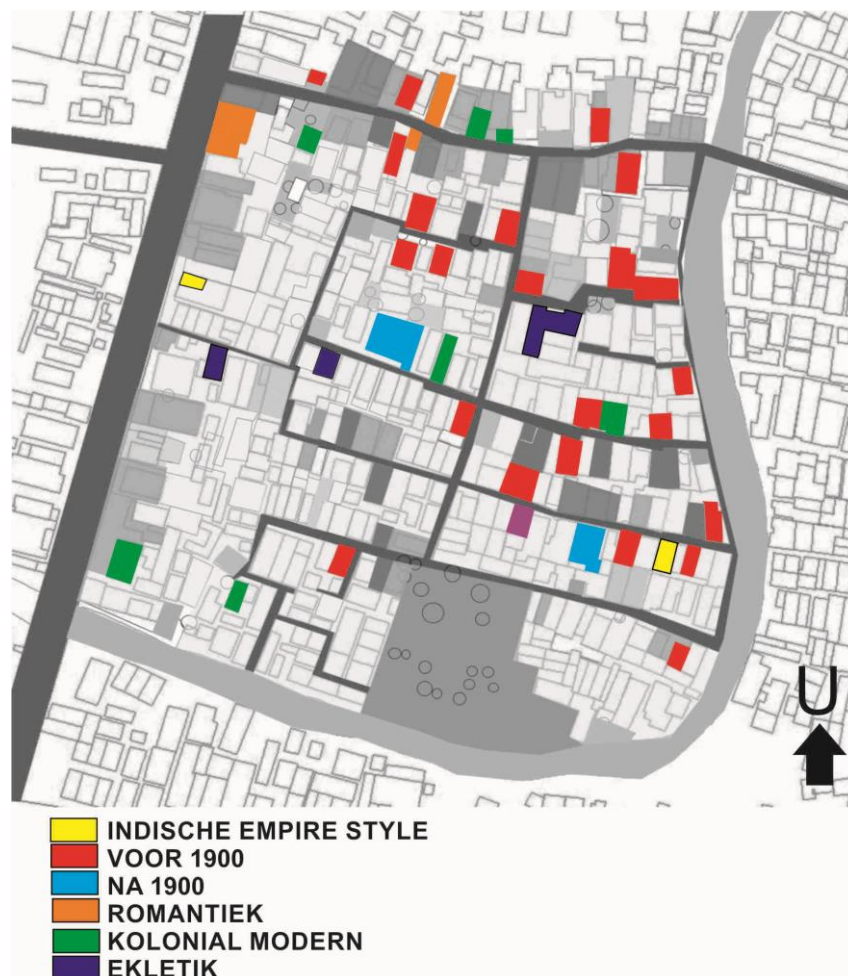 U
INDISCHE EMPIRE STYLE
VOOR 1900
NA 1900
ROMANTIEK
KOLONIAL MODERN
EKLETIK